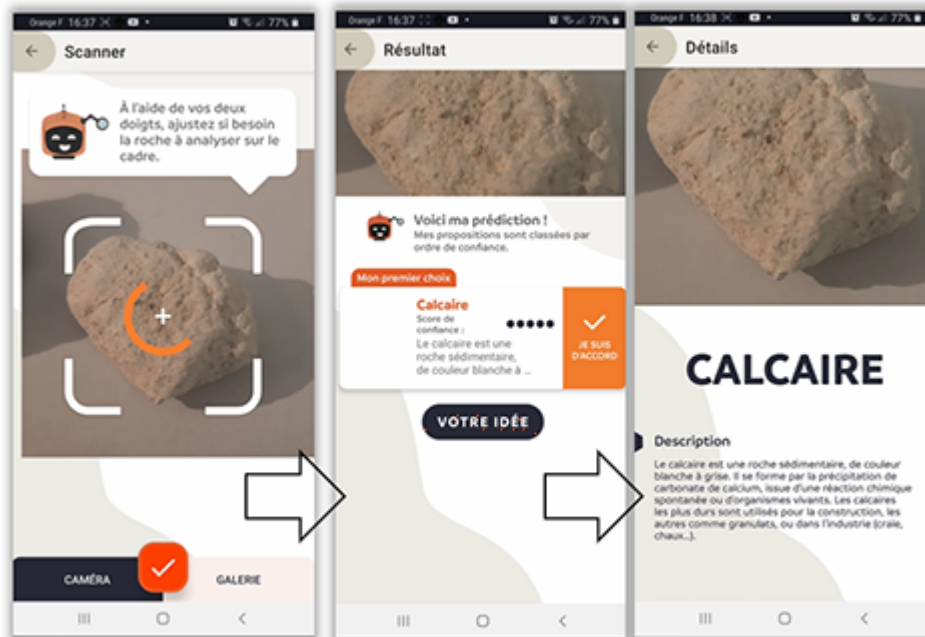 Orange F 16:37
77%
Scanner
À l'aide de vos deux
doigts, ajustez si besoin
la roche à analyser sur le
cadre.
CAMÉRA
GALERIE
Orange F 16:37
77%
Résultat
Voici ma prédiction !
Mes propositions sont classées par
ordre de confiance.
Mon premier choix
Calcaire
Score de
confiance :
Le calcaire est une
roche sédimentaire,
de couleur blanche à ...
JE SUIS
D'ACCORD
VOTRE IDÉE
Orange F 16:38
77%
Détails
CALCAIRE
Description
Le calcaire est une roche sédimentaire, de couleur
blanche à grise. Il se forme par la précipitation de
carbonate de calcium, issue d'une réaction chimique
spontanée ou d'organismes vivants. Les calcaires
les plus durs sont utilisés pour la construction, les
autres comme granulats, ou dans l'industrie (craie,
chaux...).